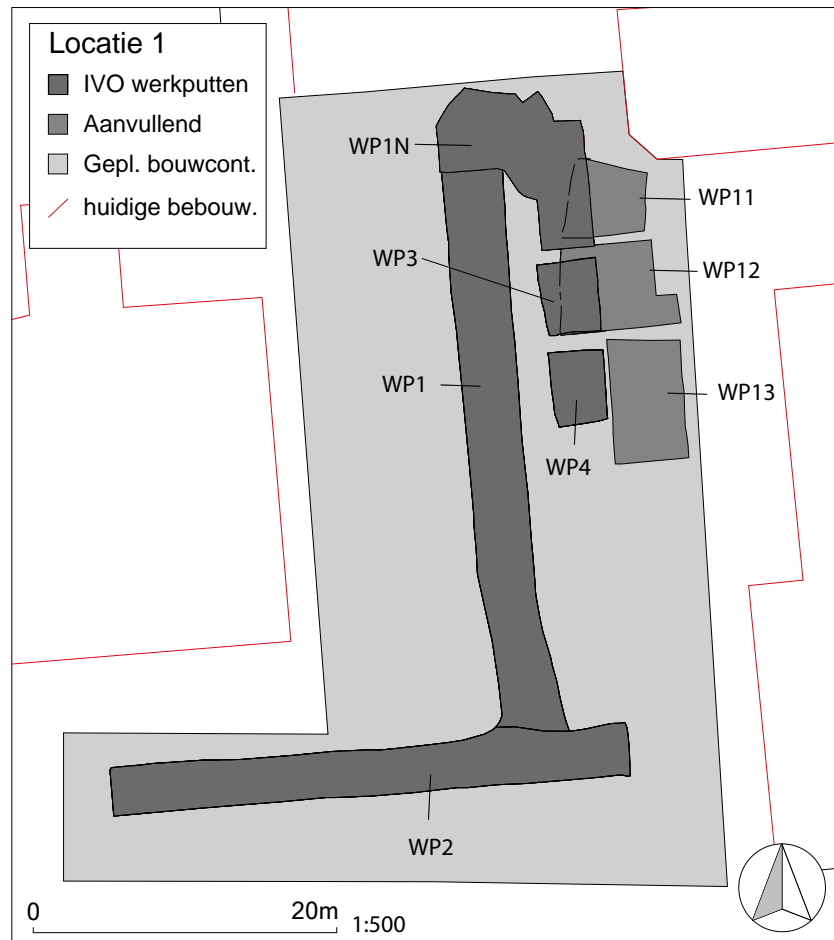 Locatie 1
IVO werkputten
Aanvullend
Gepl. bouwcont.
huidige bebouw.
WP1N
WP11
WP3
WP12
WP1
WP13
WP4
WP2
0 20m 1:500